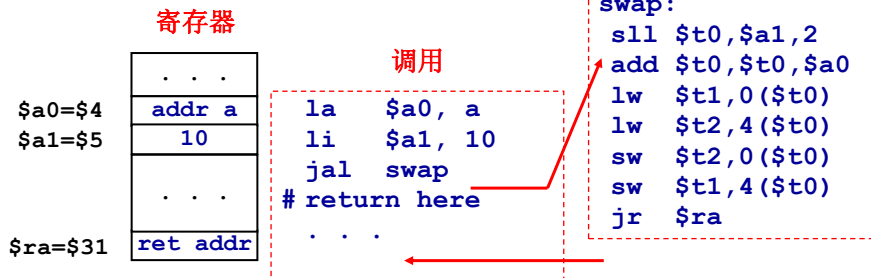 寄存器
. . .
$a0=$4 addr a
$a1=$5 10
. . .
$ra=$31 ret addr
调用
la $a0, a
li $a1, 10
jal swap
# return here
. . .
swap:
sll $t0,$a1,2
add $t0,$t0,$a0
lw $t1,0($t0)
lw $t2,4($t0)
sw $t2,0($t0)
sw $t1,4($t0)
jr $ra